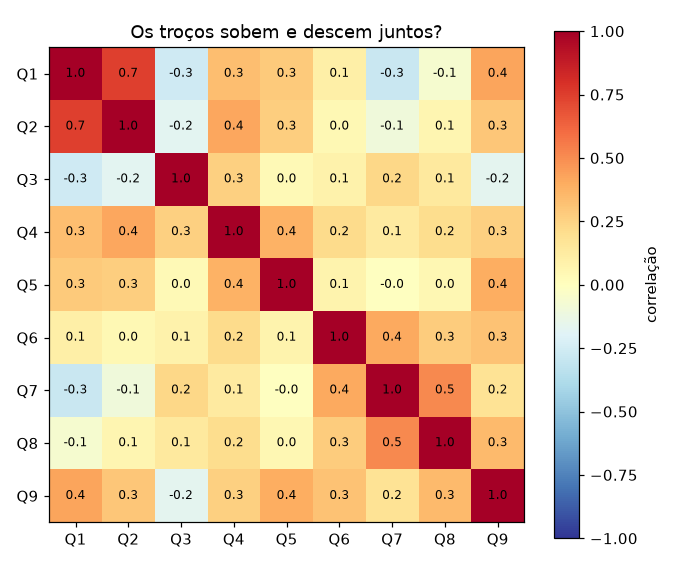 Os troços sobem e descem juntos?
Q1 1.0 0.7 -0.3 0.3 0.3 0.1 -0.3 -0.1 0.4
Q2 0.7 1.0 -0.2 0.4 0.3 0.0 -0.1 0.1 0.3
Q3 -0.3 -0.2 1.0 0.3 0.0 0.1 0.2 0.1 -0.2
Q4 0.3 0.4 0.3 1.0 0.4 0.2 0.1 0.2 0.3
Q5 0.3 0.3 0.0 0.4 1.0 0.1 -0.0 0.0 0.4
Q6 0.1 0.0 0.1 0.2 0.1 1.0 0.4 0.3 0.3
Q7 -0.3 -0.1 0.2 0.1 -0.0 0.4 1.0 0.5 0.2
Q8 -0.1 0.1 0.1 0.2 0.0 0.3 0.5 1.0 0.3
Q9 0.4 0.3 -0.2 0.3 0.4 0.3 0.2 0.3 1.0
Q1 Q2 Q3 Q4 Q5 Q6 Q7 Q8 Q9
1.00
0.75
0.50
0.25
0.00
−0.25
−0.50
−0.75
−1.00
correlação